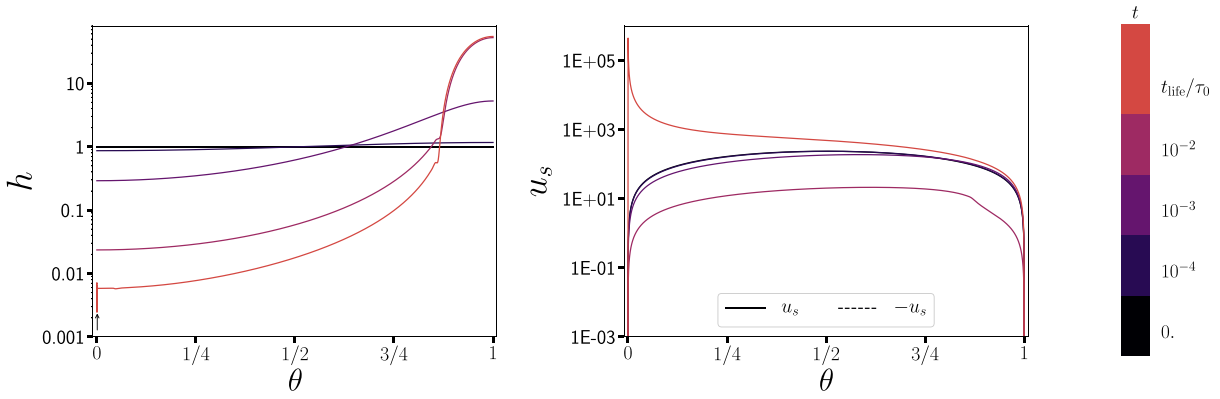 h
10
1
0.1
0.01
0.001
0
1/4
1/2
3/4
1
θ
u_s
1E+05
1E+03
1E+01
1E-01
1E-03
u_s
-u_s
0
1/4
1/2
3/4
1
θ
t
t_life/τ_0
10^-2
10^-3
10^-4
0.